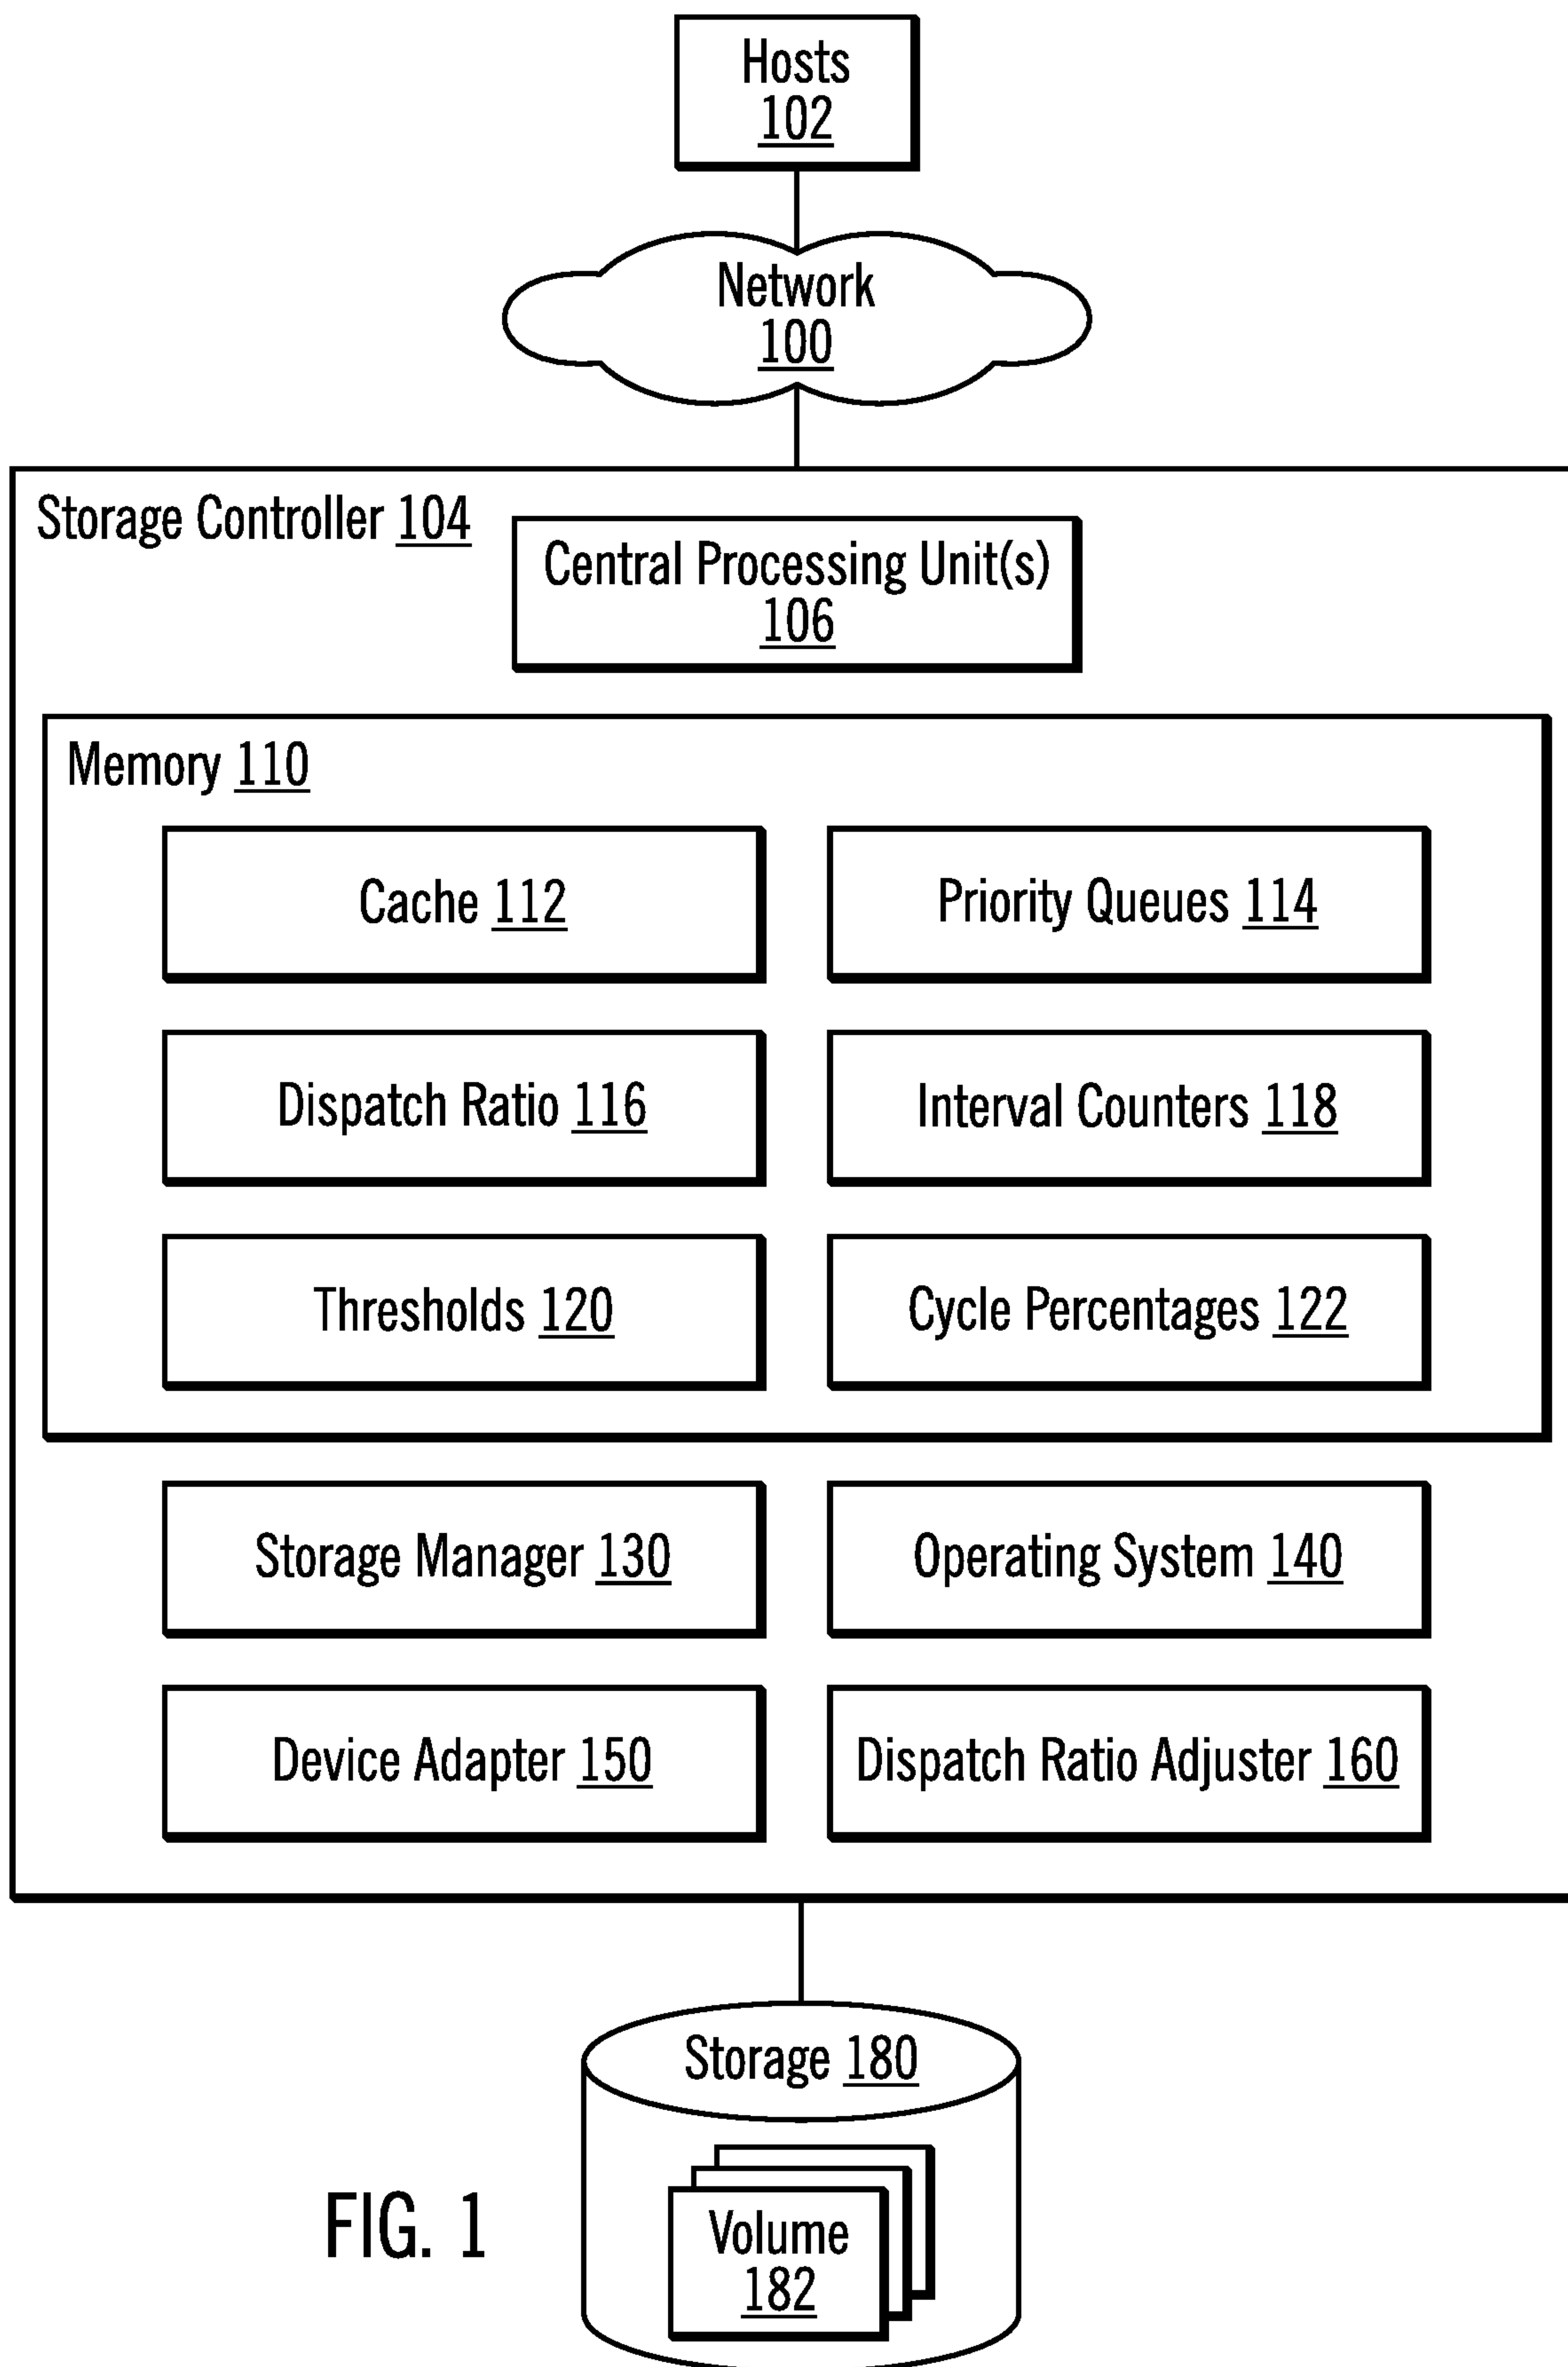 Hosts
102
Network
100
Storage Controller 104
Central Processing Unit(s)
106
Memory 110
Cache 112
Priority Queues 114
Dispatch Ratio 116
Interval Counters 118
Thresholds 120
Cycle Percentages 122
Storage Manager 130
Operating System 140
Device Adapter 150
Dispatch Ratio Adjuster 160
Storage 180
Volume
182
FIG. 1